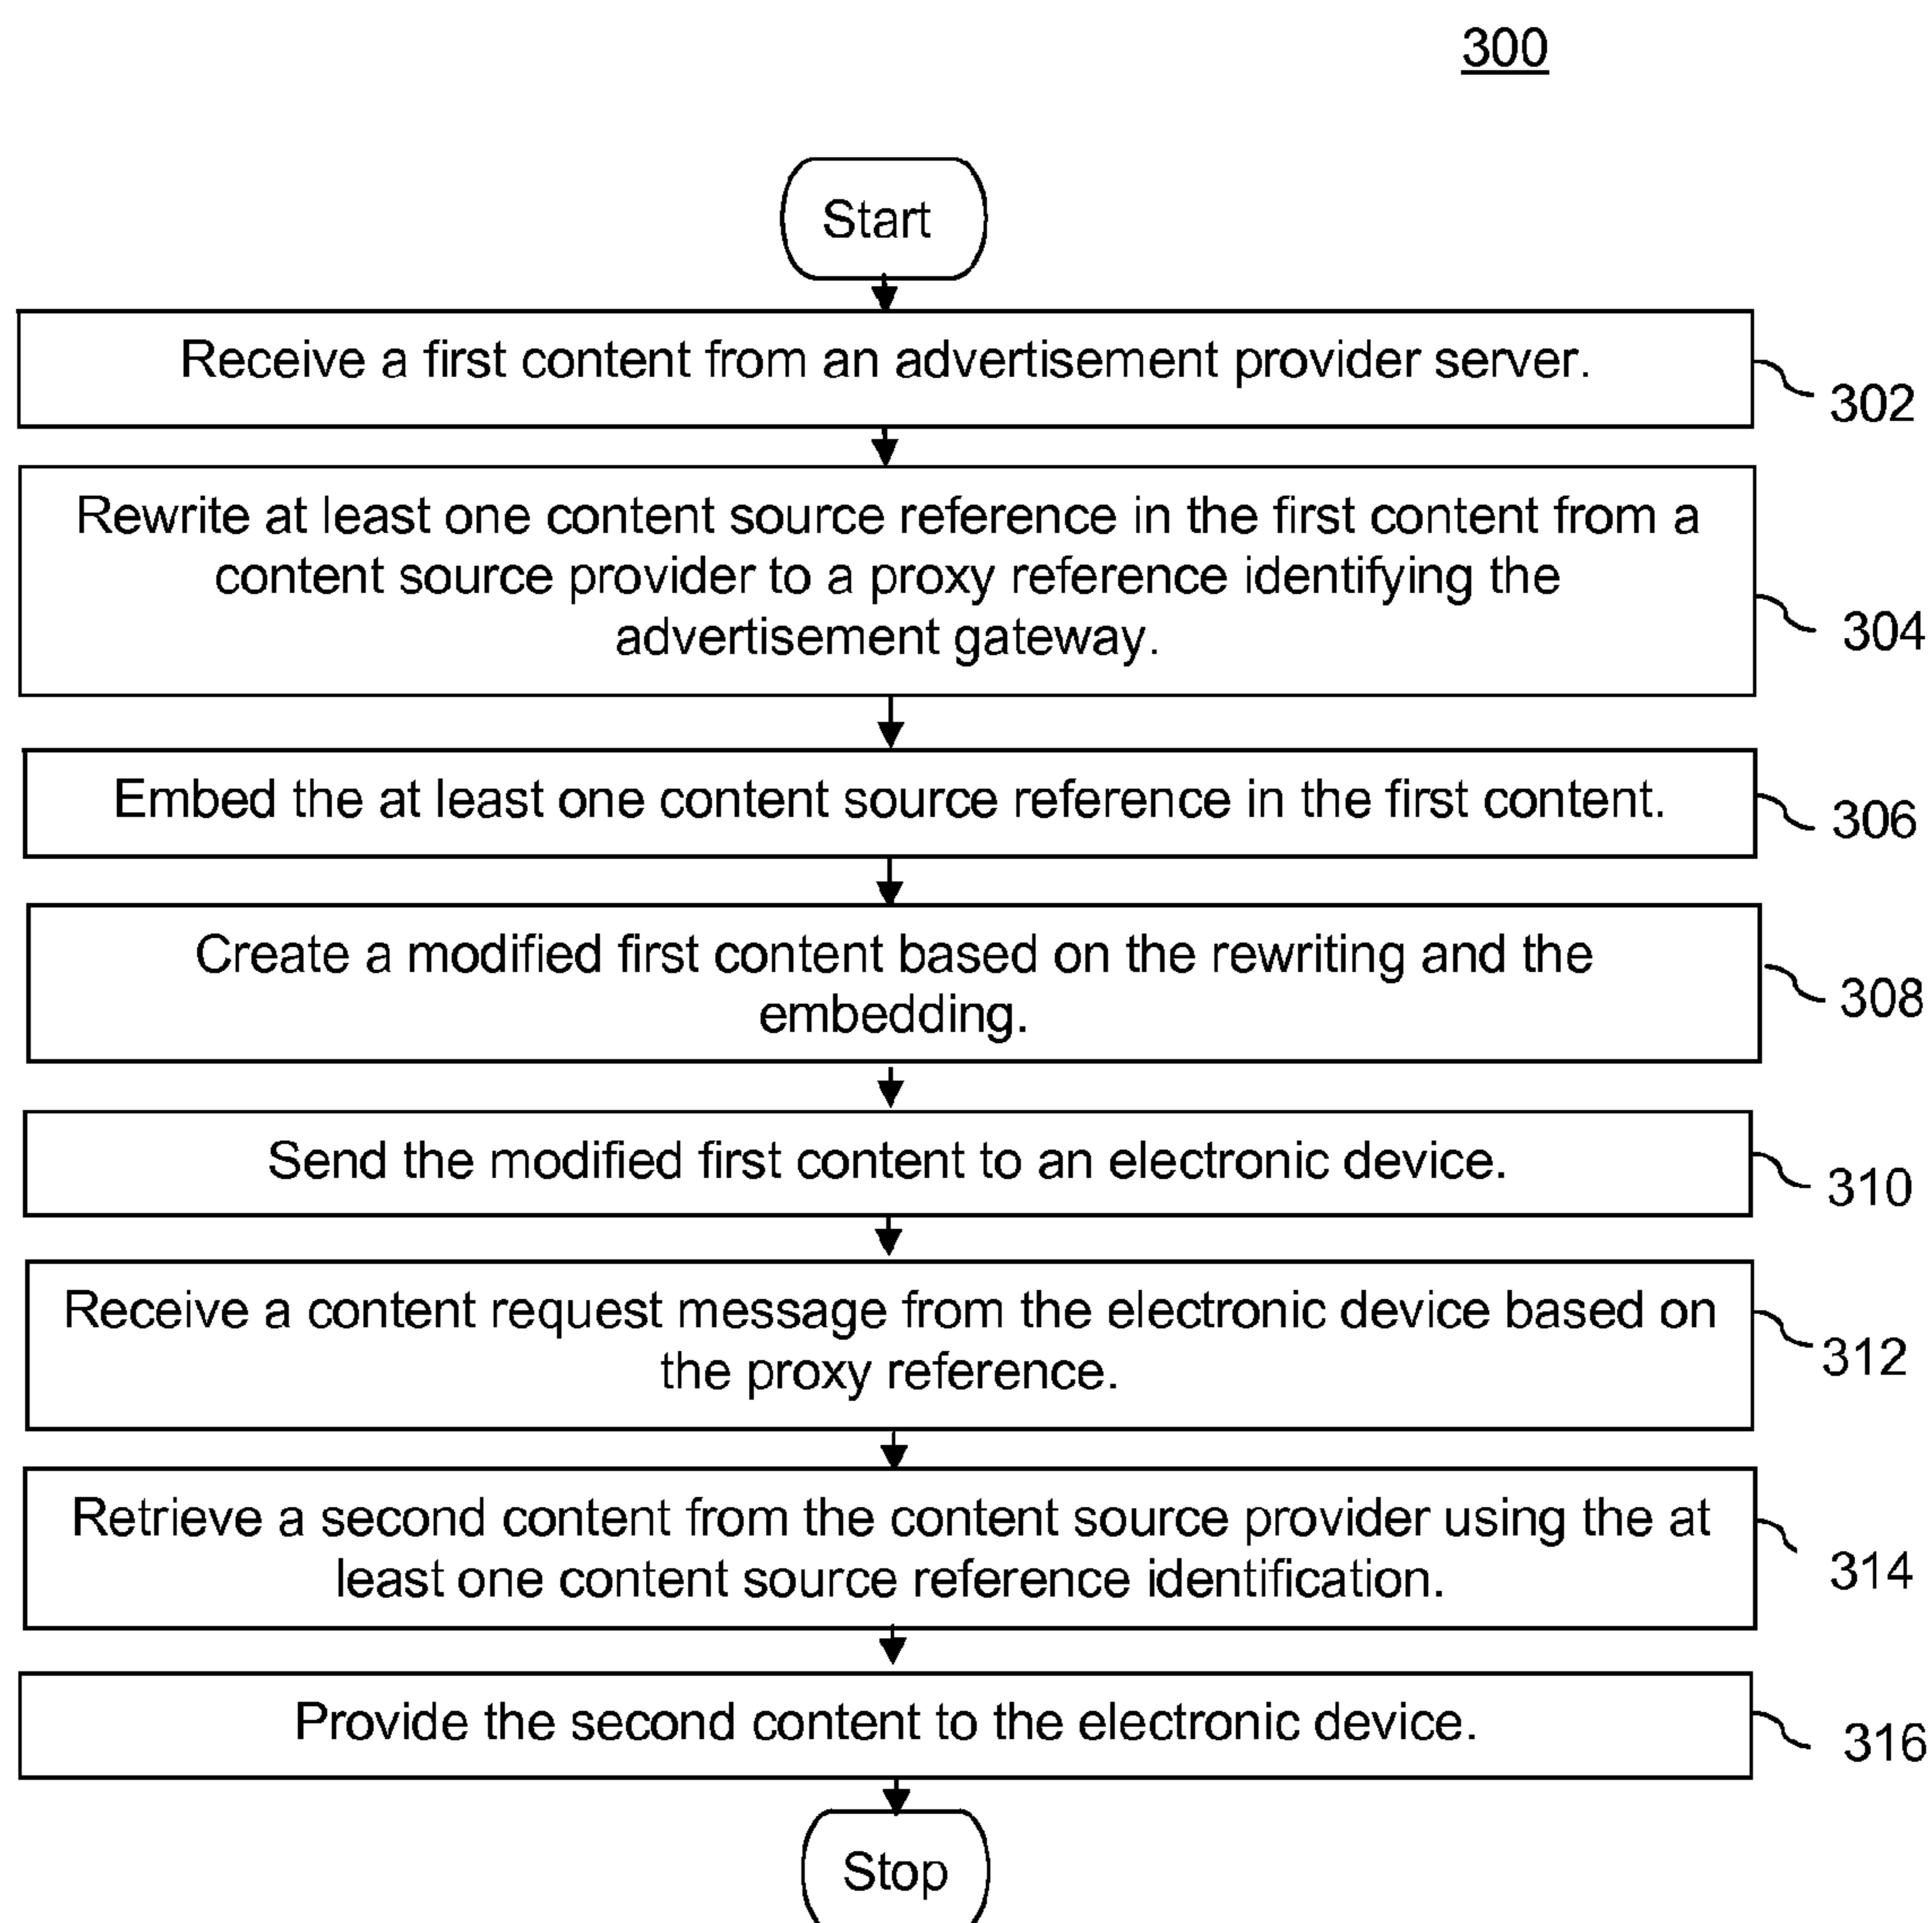 300
Start
Receive a first content from an advertisement provider server.
302
Rewrite at least one content source reference in the first content from a
content source provider to a proxy reference identifying the
advertisement gateway.
304
Embed the at least one content source reference in the first content.
306
Create a modified first content based on the rewriting and the
embedding.
308
Send the modified first content to an electronic device.
310
Receive a content request message from the electronic device based on
the proxy reference.
312
Retrieve a second content from the content source provider using the at
least one content source reference identification.
314
Provide the second content to the electronic device.
316
Stop